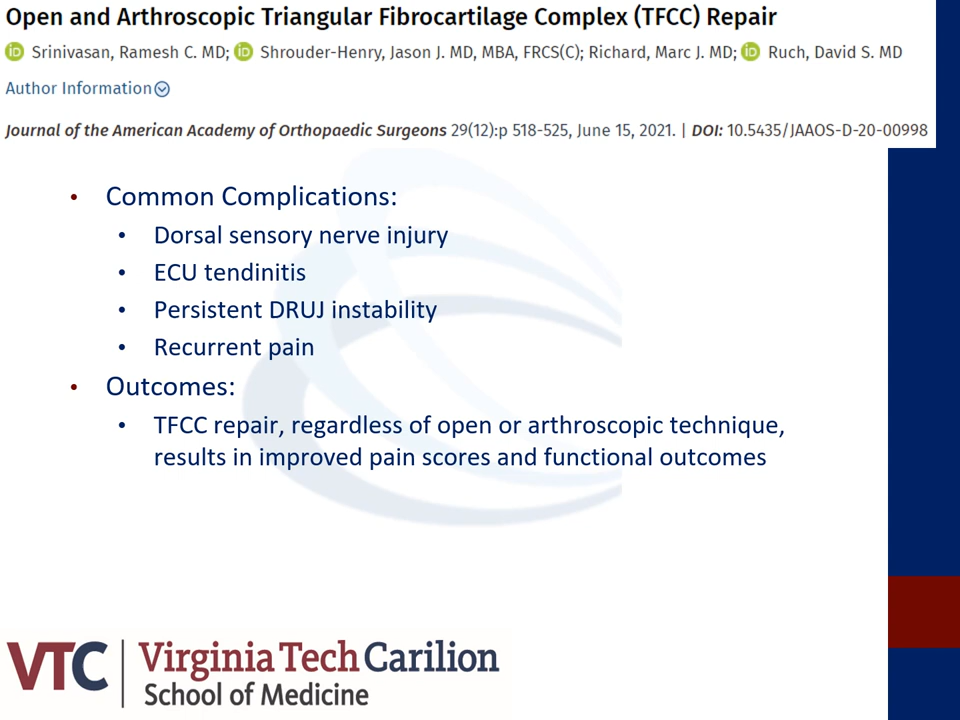 Open and Arthroscopic Triangular Fibrocartilage Complex (TFCC) Repair
iD Srinivasan, Ramesh C. MD; iD Shrouder-Henry, Jason J. MD, MBA, FRCS(C); Richard, Marc J. MD; iD Ruch, David S. MD
Author Information
Journal of the American Academy of Orthopaedic Surgeons 29(12):p 518-525, June 15, 2021. | DOI: 10.5435/JAAOS-D-20-00998
• Common Complications:
• Dorsal sensory nerve injury
• ECU tendinitis
• Persistent DRUJ instability
• Recurrent pain
• Outcomes:
• TFCC repair, regardless of open or arthroscopic technique,
results in improved pain scores and functional outcomes
VTC | Virginia Tech Carilion
School of Medicine